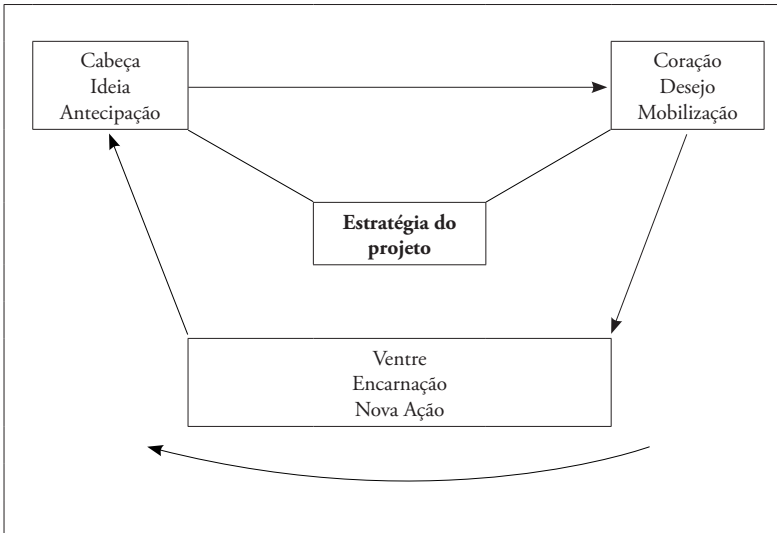 Cabeça
Ideia
Antecipação
Coração
Desejo
Mobilização
Estratégia do
projeto
Ventre
Encarnação
Nova Ação